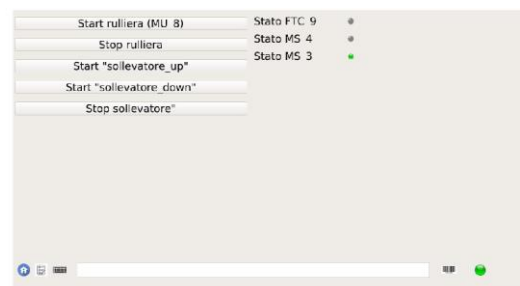 Start rulliera (MU 8)
Stop rulliera
Start "sollevatore_up"
Start "sollevatore_down"
Stop sollevatore"
Stato FTC 9
Stato MS 4
Stato MS 3